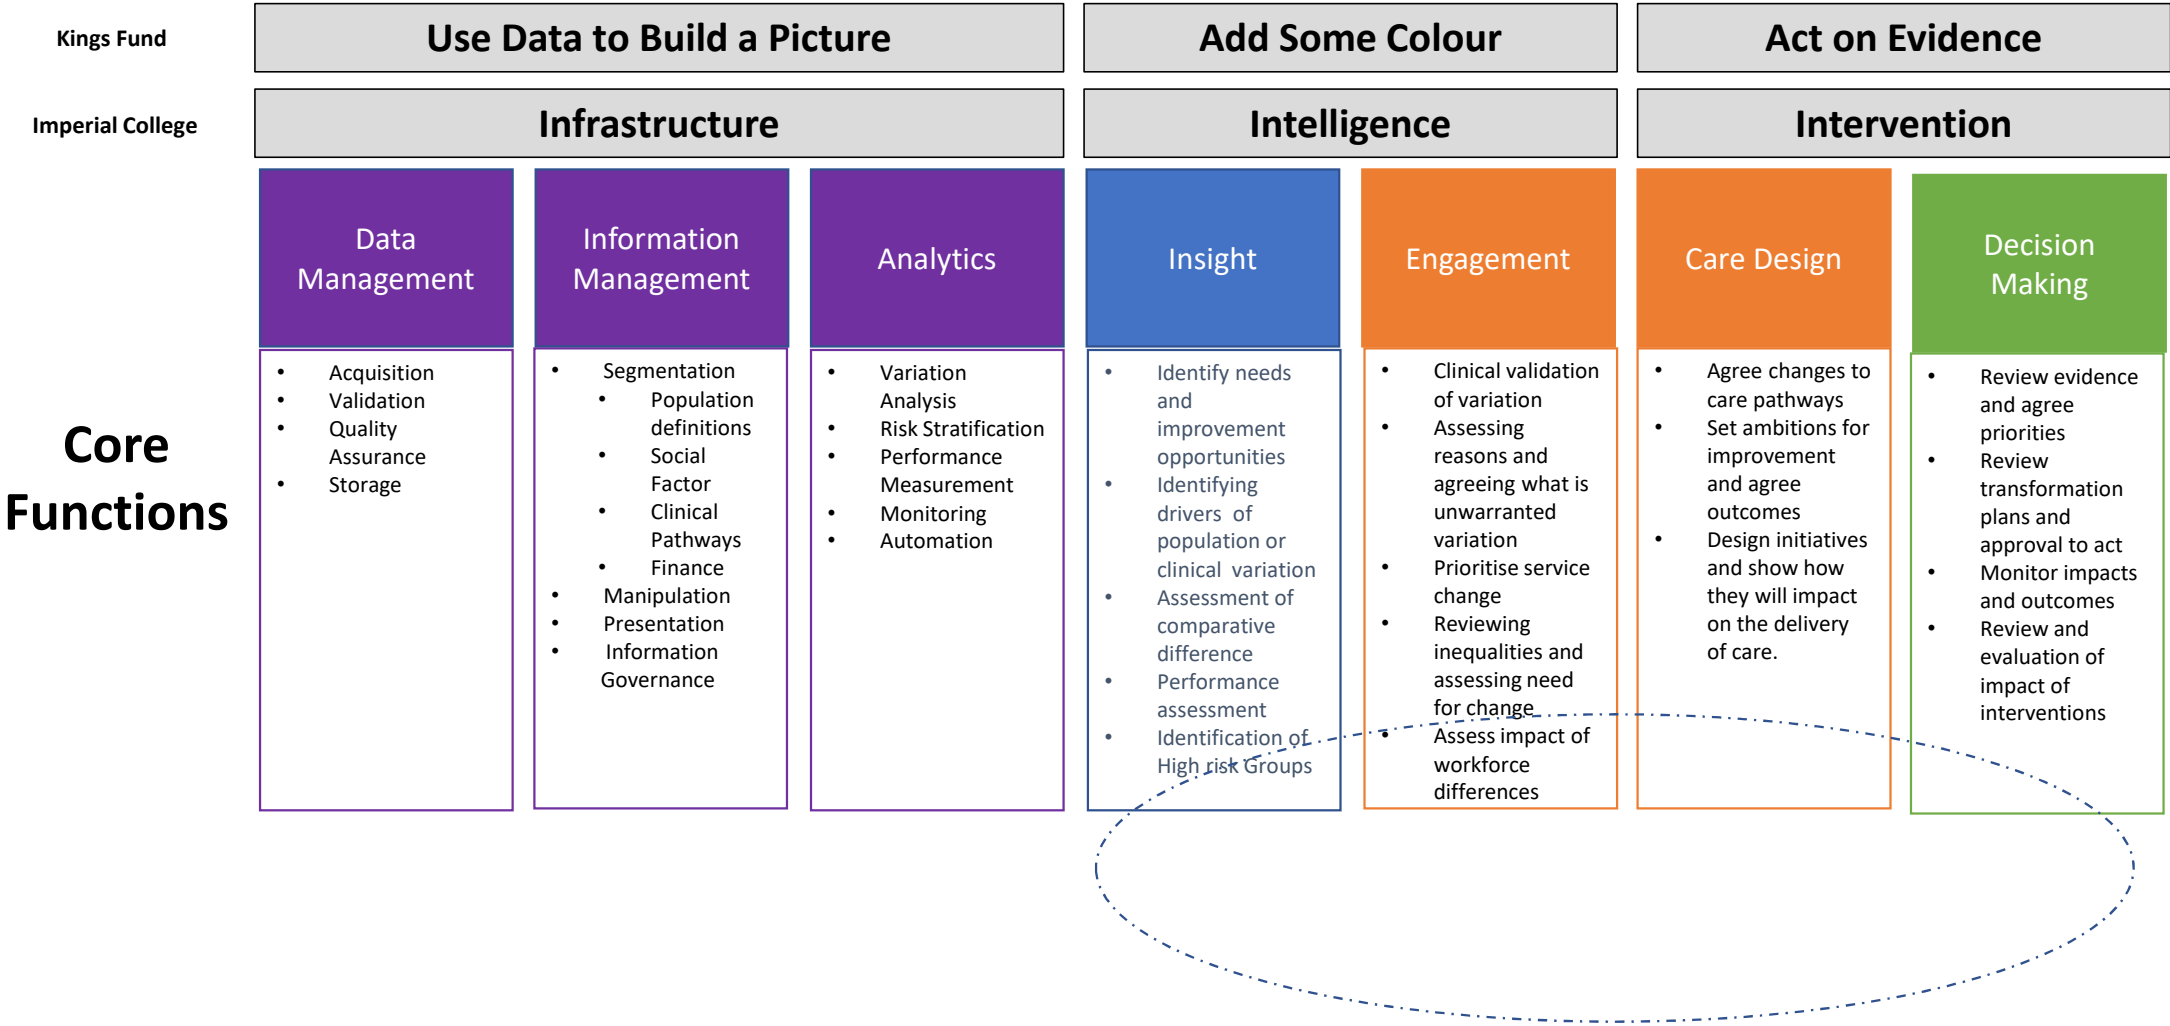 Kings Fund
Use Data to Build a Picture
Add Some Colour
Act on Evidence
Imperial College
Infrastructure
Intelligence
Intervention
Core
Functions
Data
Management
• Acquisition
• Validation
• Quality
Assurance
• Storage
Information
Management
• Segmentation
• Population
definitions
• Social
Factor
• Clinical
Pathways
• Finance
• Manipulation
• Presentation
• Information
Governance
Analytics
• Variation
Analysis
• Risk Stratification
• Performance
Measurement
• Monitoring
• Automation
Insight
• Identify needs
and
improvement
opportunities
• Identifying
drivers of
population or
clinical variation
• Assessment of
comparative
difference
• Performance
assessment
• Identification of
High risk Groups
Engagement
• Clinical validation
of variation
• Assessing
reasons and
agreeing what is
unwarranted
variation
• Prioritise service
change
• Reviewing
inequalities and
assessing need
for change
• Assess impact of
workforce
differences
Care Design
• Agree changes to
care pathways
• Set ambitions for
improvement
and agree
outcomes
• Design initiatives
and show how
they will impact
on the delivery
of care.
Decision
Making
• Review evidence
and agree
priorities
• Review
transformation
plans and
approval to act
• Monitor impacts
and outcomes
• Review and
evaluation of
impact of
interventions